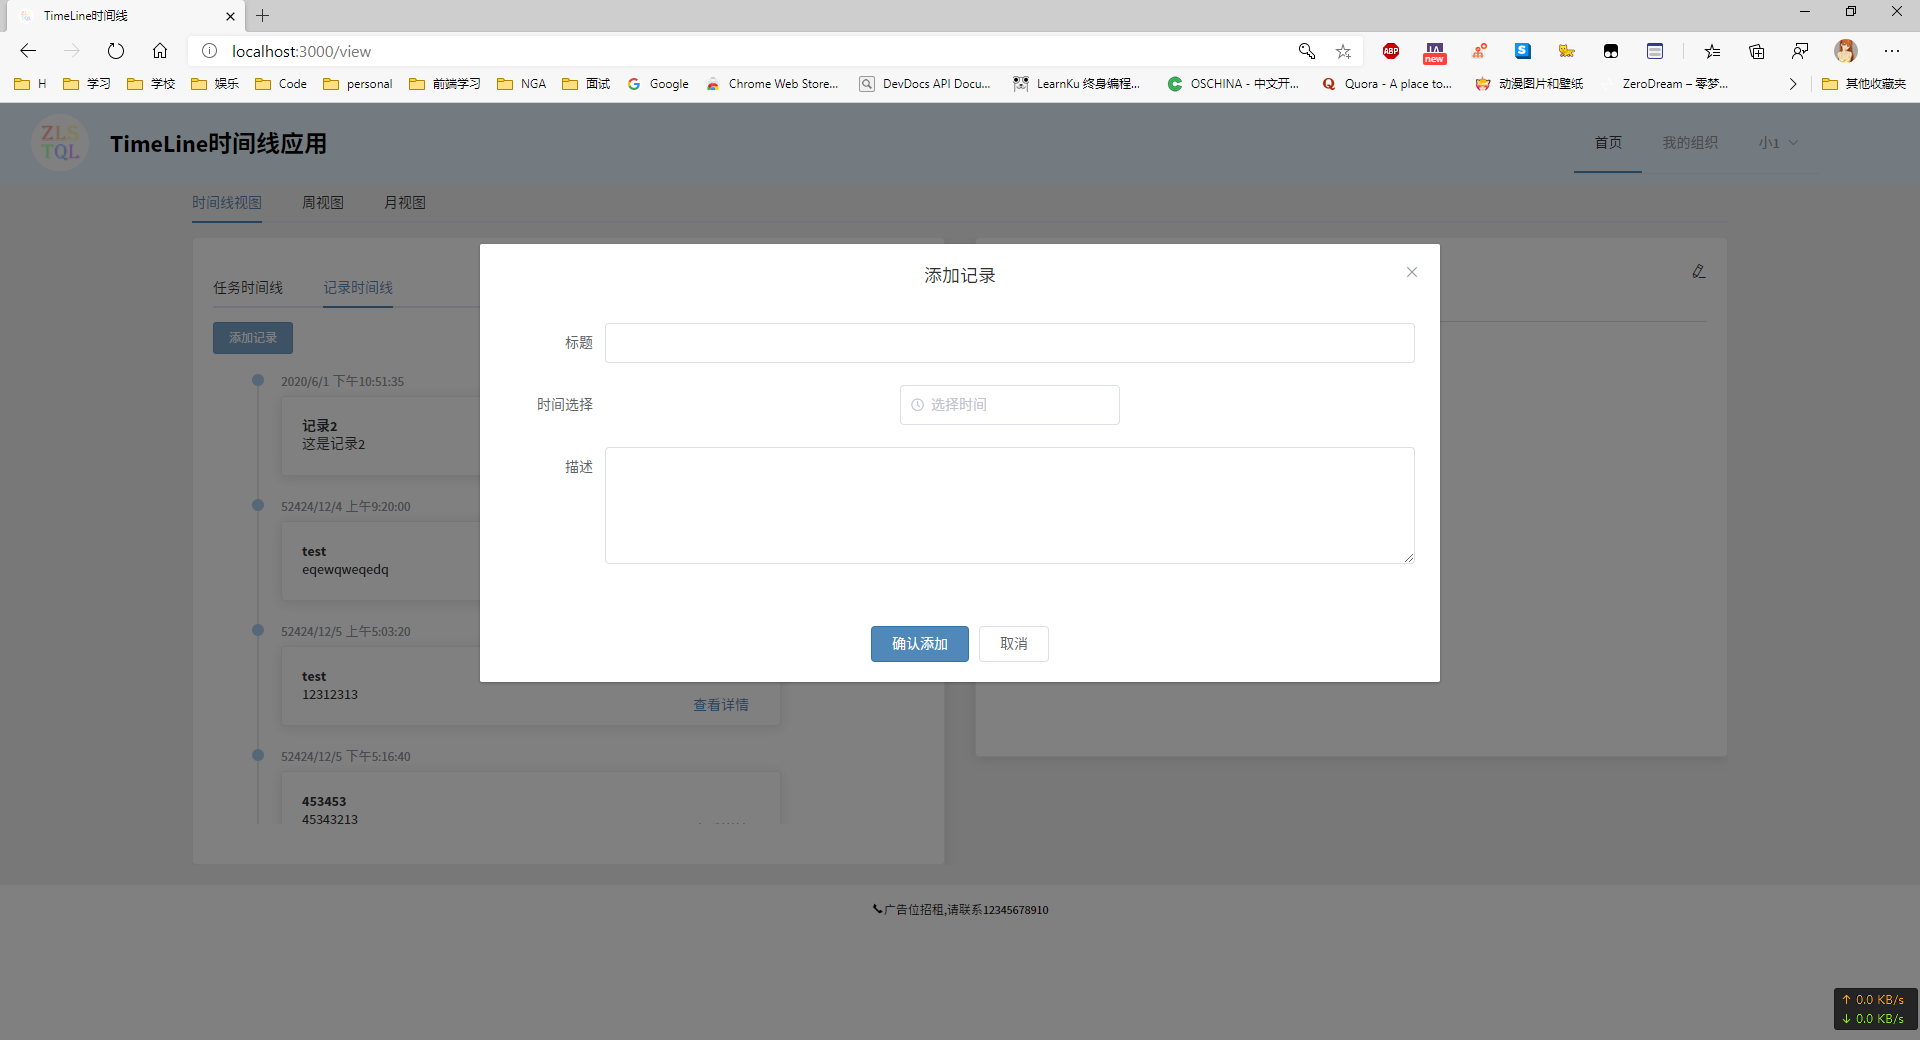 TimeLine时间线
localhost:3000/view
ABP
new
H 学习 学校 娱乐 Code personal 前端学习 NGA 面试 Google Chrome Web Store... DevDocs API Docu... LearnKu 终身编程... OSCHINA - 中文开... Quora - A place to... 动漫图片和壁纸 ZeroDream – 零梦... 其他收藏夹
ZLS
TQL
TimeLine时间线应用
首页 我的组织 小1
时间线视图 周视图 月视图
任务时间线 记录时间线
添加记录
2020/6/1 下午10:51:35
记录2
这是记录2
52424/12/4 上午9:20:00
test
eqewqweqedq
52424/12/5 上午5:03:20
test
12312313
查看详情
52424/12/5 下午5:16:40
453453
45343213
添加记录
标题
时间选择
选择时间
描述
确认添加 取消
广告位招租,请联系12345678910
↑ 0.0 KB/s
↓ 0.0 KB/s